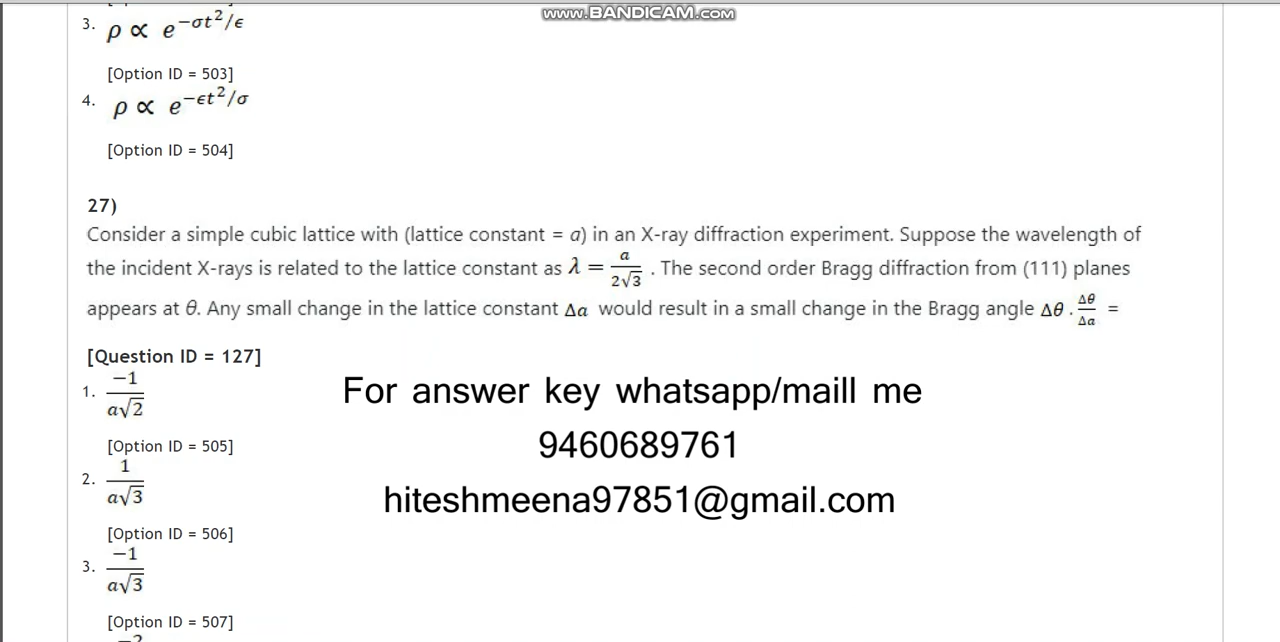 www.BANDICAM.com
3. ρ ∝ e^{−σt²/ϵ}
[Option ID = 503]
4. ρ ∝ e^{−ϵt²/σ}
[Option ID = 504]
27)
Consider a simple cubic lattice with (lattice constant = a) in an X-ray diffraction experiment. Suppose the wavelength of
the incident X-rays is related to the lattice constant as λ = a/(2√3) . The second order Bragg diffraction from (111) planes
appears at θ. Any small change in the lattice constant Δa would result in a small change in the Bragg angle Δθ . Δθ/Δa =
[Question ID = 127]
1. −1/(a√2)
For answer key whatsapp/maill me
9460689761
[Option ID = 505]
2. 1/(a√3)
hiteshmeena97851@gmail.com
[Option ID = 506]
3. −1/(a√3)
[Option ID = 507]